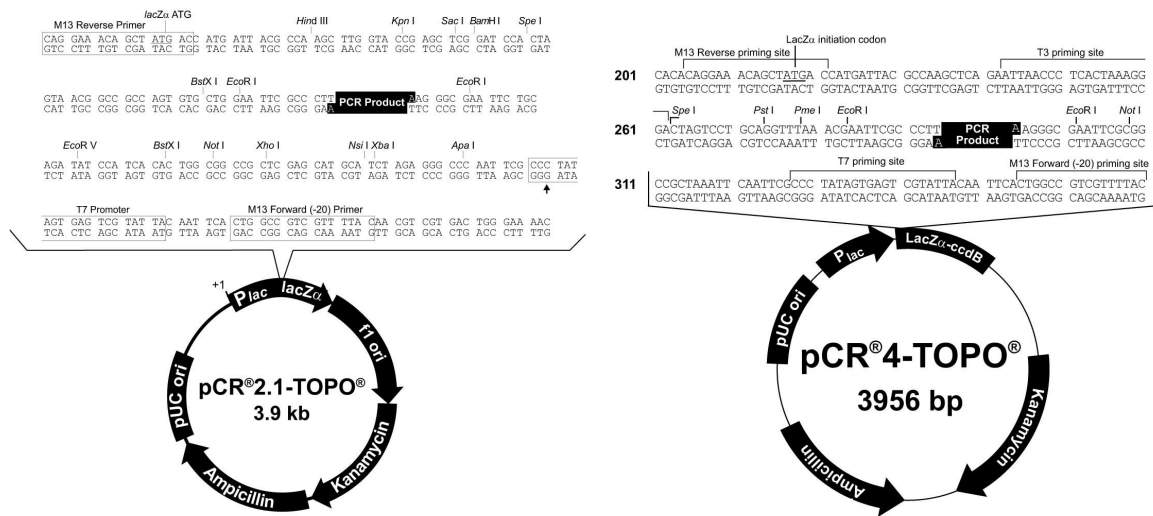 lacZα ATG
M13 Reverse Primer Hind III Kpn I Sac I BamH I Spe I
CAG GAA ACA GCT ATG ACC ATG ATT ACG CCA AGC TTG GTA CCG AGC TCG GAT CCA CTA
GTC CTT TGT CGA TAC TGG TAC TAA TGC GGT TCG AAC CAT GGC TCG AGC CTA GGT GAT
BstX I EcoR I EcoR I
GTA ACG GCC GCC AGT GTG CTG GAA TTC GCC CTT PCR Product AAG GGC GAA TTC TGC
CAT TGC CGG CGG TCA CAC GAC CTT AAG CGG GAA TTC CCG CTT AAG ACG
EcoR V BstX I Not I Xho I Nsi I Xba I Apa I
AGA TAT CCA TCA CAC TGG CGG CCG CTC GAG CAT GCA TCT AGA GGG CCC AAT TCG CCC TAT
TCT ATA GGT AGT GTG ACC GCC GGC GAG CTC GTA CGT AGA TCT CCC GGG TTA AGC GGG ATA
T7 Promoter M13 Forward (-20) Primer
AGT GAG TCG TAT TAC AAT TCA CTG GCC GTC GTT TTA CAA CGT CGT GAC TGG GAA AAC
TCA CTC AGC ATA ATG TTA AGT GAC CGG CAG CAA AAT GTT GCA GCA CTG ACC CTT TTG
+1
Plac lacZα
f1 ori
Kanamycin
Ampicillin
pUC ori
pCR®2.1-TOPO®
3.9 kb
LacZα initiation codon
M13 Reverse priming site T3 priming site
201 CACACAGGAA ACAGCTATGA CCATGATTAC GCCAAGCTCA GAATTAACCC TCACTAAAGG
GTGTGTCCTT TGTCGATACT GGTACTAATG CGGTTCGAGT CTTAATTGGG AGTGATTTCC
Spe I Pst I Pme I EcoR I EcoR I Not I
261 GACTAGTCCT GCAGGTTTAA ACGAATTCGC CCTT PCR Product AAGGGC GAATTCGCGG
CTGATCAGGA CGTCCAAATT TGCTTAAGCG GGAA TTCCCG CTTAAGCGCC
T7 priming site M13 Forward (-20) priming site
311 CCGCTAAATT CAATTCGCCC TATAGTGAGT CGTATTACAA TTCACTGGCC GTCGTTTTAC
GGCGATTTAA GTTAAGCGGG ATATCACTCA GCATAATGTT AAGTGACCGG CAGCAAAATG
Plac
LacZα-ccdB
pUC ori
Kanamycin
Ampicillin
pCR®4-TOPO®
3956 bp